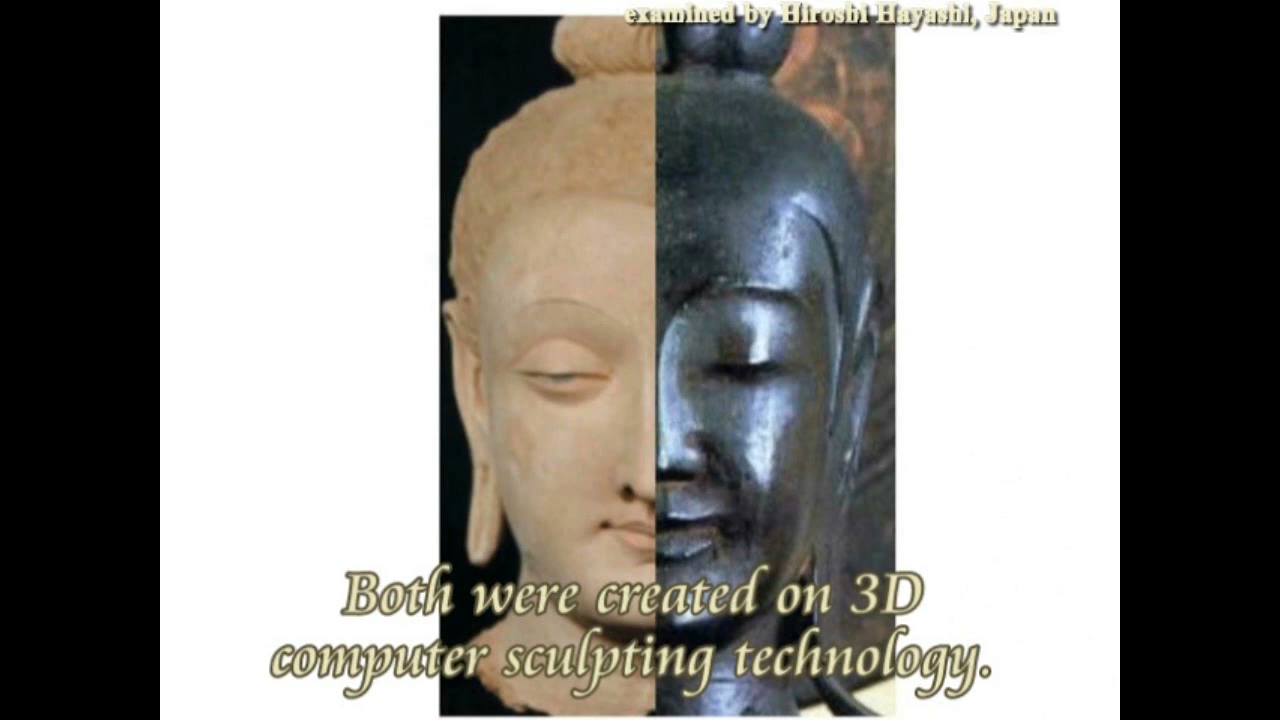 examined by Hiroshi Hayashi, Japan
Both were created on 3D
computer sculpting technology.